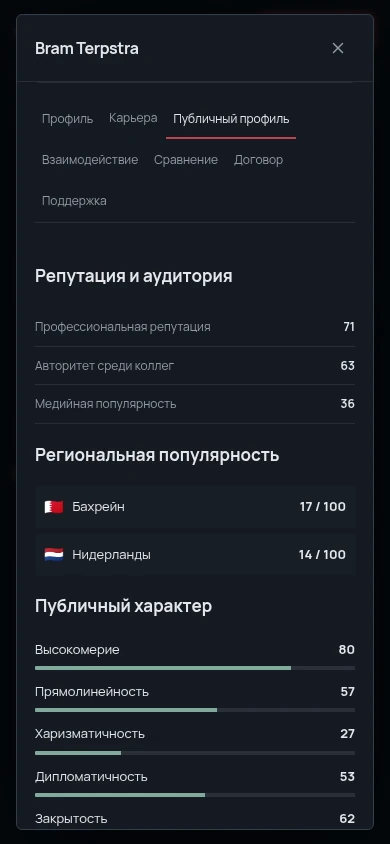 Bram Terpstra
Профиль Карьера Публичный профиль
Взаимодействие Сравнение Договор
Поддержка
Репутация и аудитория
Профессиональная репутация 71
Авторитет среди коллег 63
Медийная популярность 36
Региональная популярность
Бахрейн 17 / 100
Нидерланды 14 / 100
Публичный характер
Высокомерие 80
Прямолинейность 57
Харизматичность 27
Дипломатичность 53
Закрытость 62